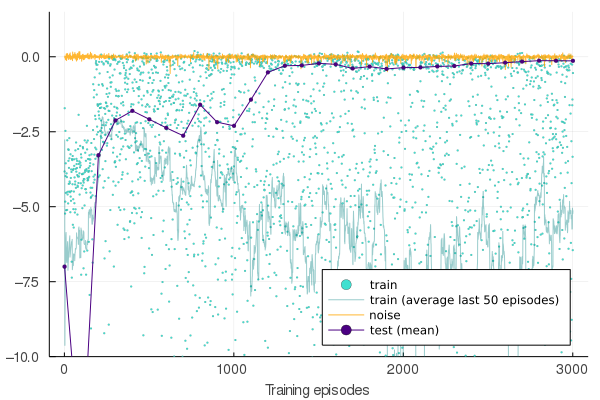 0.0
−2.5
−5.0
−7.5
−10.0
train
train (average last 50 episodes)
noise
test (mean)
0
1000
2000
3000
Training episodes